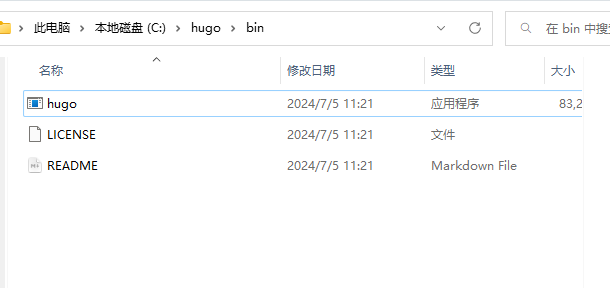 此电脑 > 本地磁盘 (C:) > hugo > bin
在 bin 中搜
名称 修改日期 类型 大小
hugo 2024/7/5 11:21 应用程序 83,2
LICENSE 2024/7/5 11:21 文件
README 2024/7/5 11:21 Markdown File